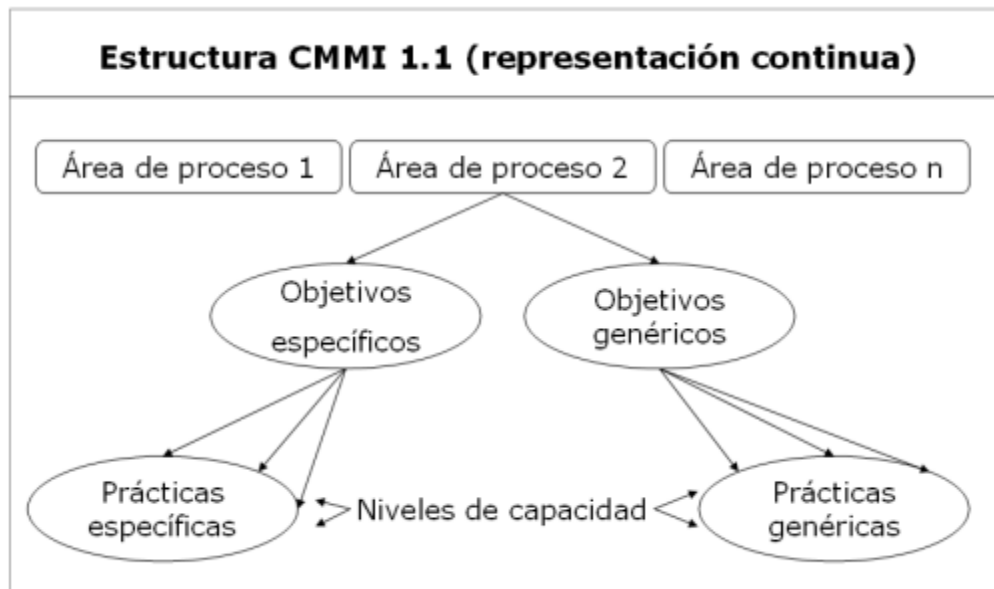 Estructura CMMI 1.1 (representación continua)
Área de proceso 1
Área de proceso 2
Área de proceso n
Objetivos
específicos
Objetivos
genéricos
Prácticas
específicas
Niveles de capacidad
Prácticas
genéricas